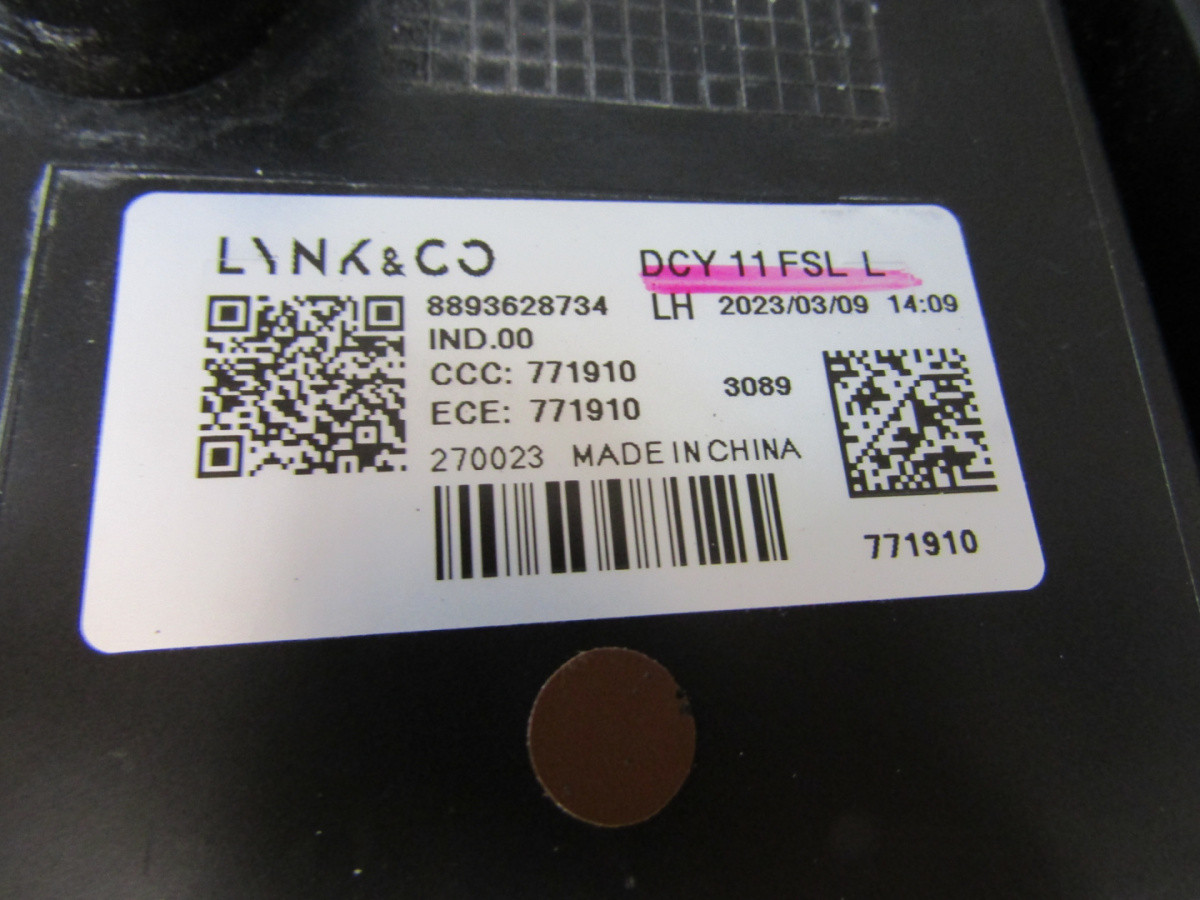 LYNK&CO
DCY 11 FSL L
8893628734
LH 2023/03/09 14:09
IND.00
CCC: 771910
3089
ECE: 771910
270023 MADE IN CHINA
771910